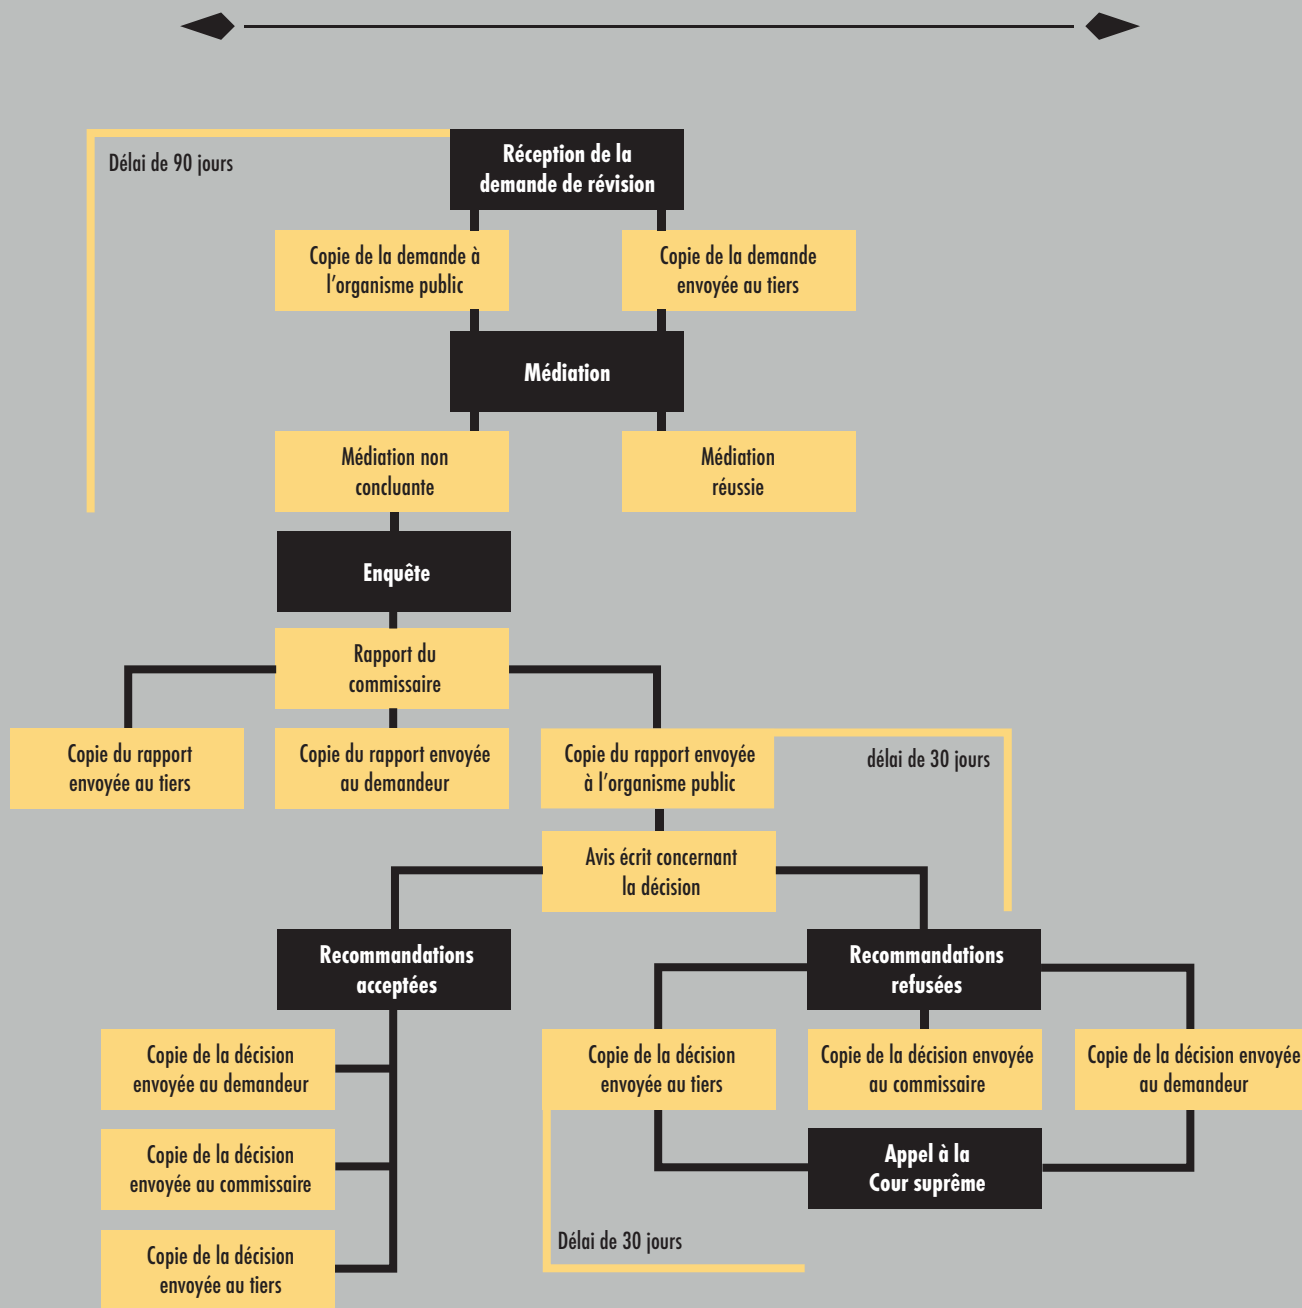 Délai de 90 jours
Réception de la
demande de révision
Copie de la demande à
l'organisme public
Copie de la demande
envoyée au tiers
Médiation
Médiation non
concluante
Médiation
réussie
Enquête
Rapport du
commissaire
Copie du rapport
envoyée au tiers
Copie du rapport envoyée
au demandeur
Copie du rapport envoyée
à l'organisme public
délai de 30 jours
Avis écrit concernant
la décision
Recommandations
acceptées
Recommandations
refusées
Copie de la décision
envoyée au demandeur
Copie de la décision
envoyée au commissaire
Copie de la décision
envoyée au tiers
Copie de la décision
envoyée au tiers
Copie de la décision envoyée
au commissaire
Copie de la décision envoyée
au demandeur
Appel à la
Cour suprême
Délai de 30 jours